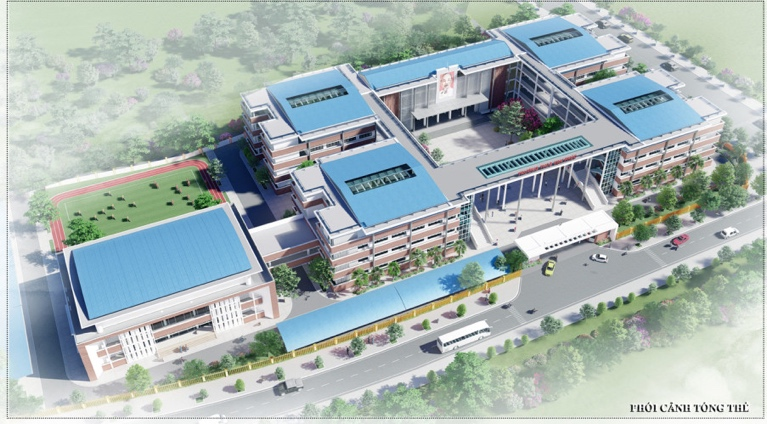 PHỐI CẢNH TỔNG THỂ